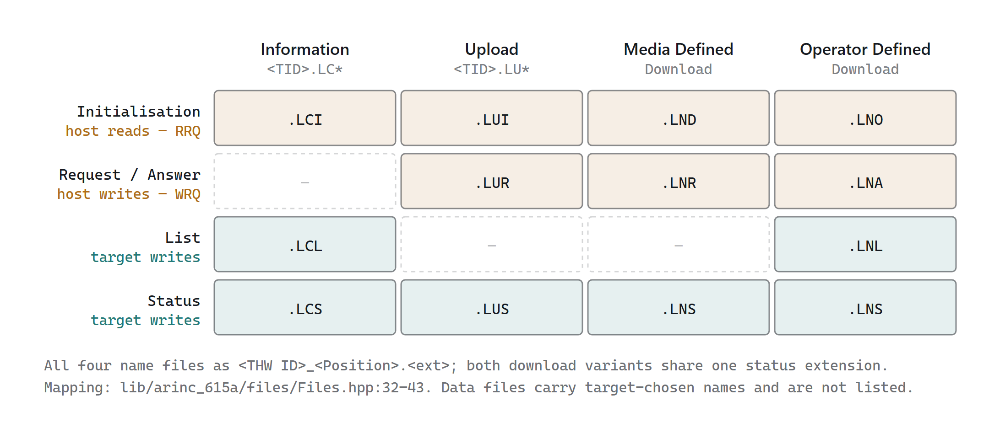 Information
Upload
Media Defined
Operator Defined
<TID>.LC*
<TID>.LU*
Download
Download
Initialisation
host reads – RRQ
.LCI
.LUI
.LND
.LNO
Request / Answer
host writes – WRQ
–
.LUR
.LNR
.LNA
List
target writes
.LCL
–
–
.LNL
Status
target writes
.LCS
.LUS
.LNS
.LNS
All four name files as <THW ID>_<Position>.<ext>; both download variants share one status extension.
Mapping: lib/arinc_615a/files/Files.hpp:32–43. Data files carry target-chosen names and are not listed.